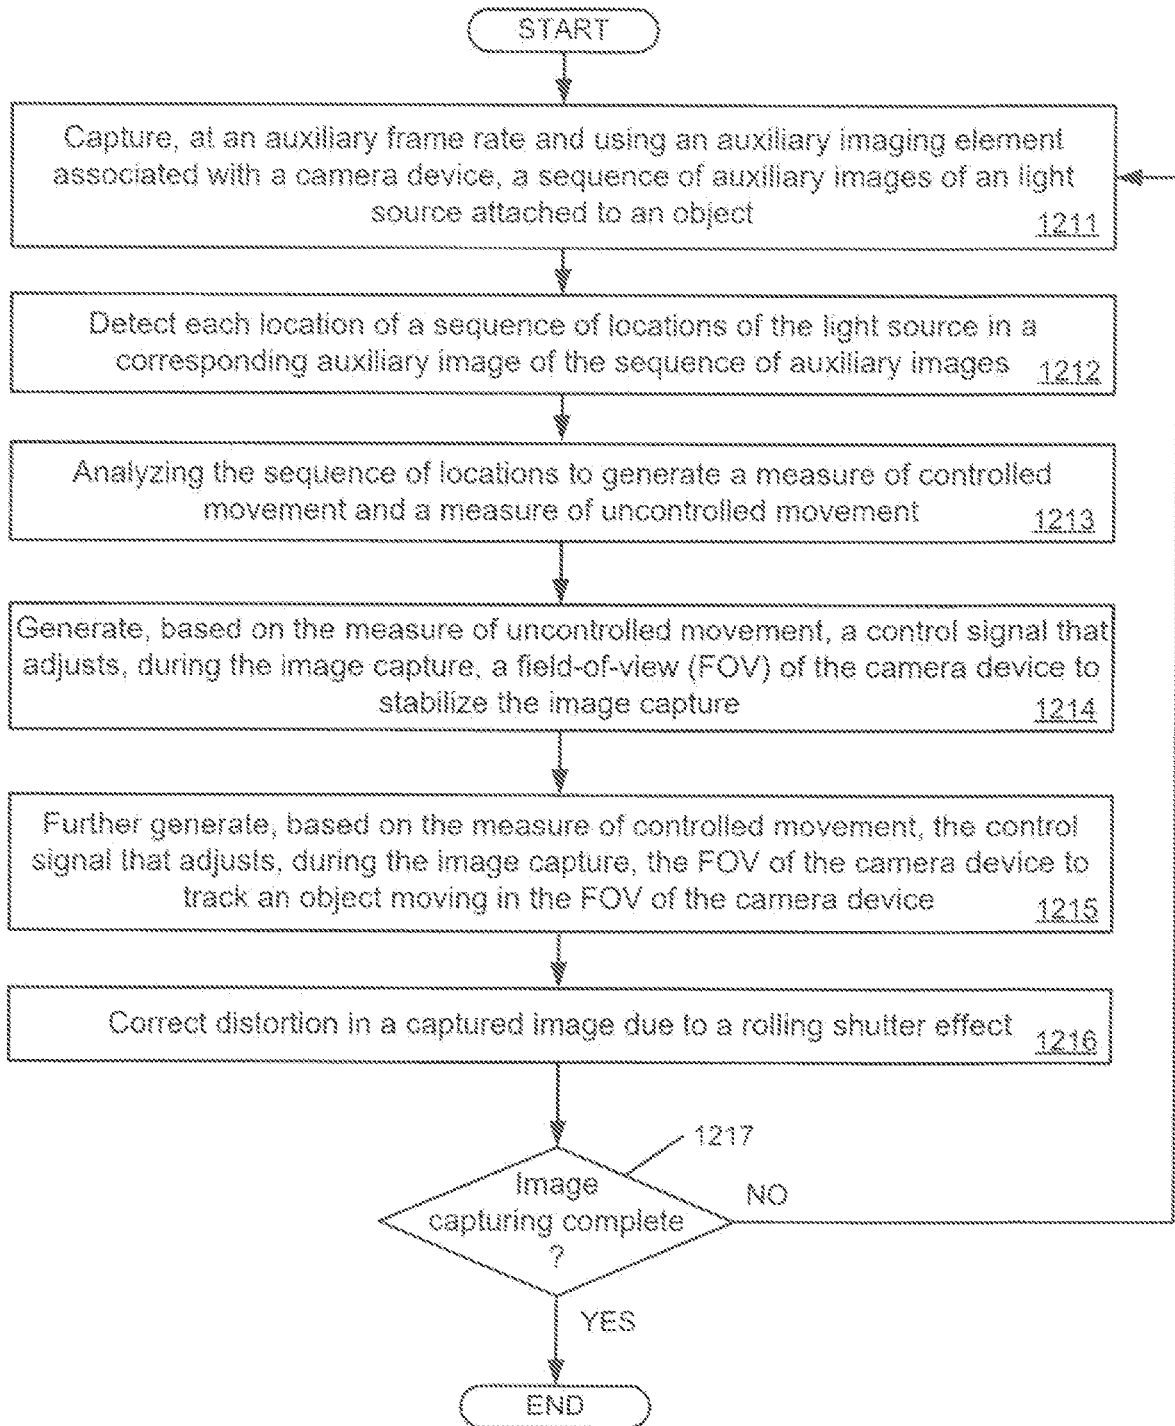 START
Capture, at an auxiliary frame rate and using an auxiliary imaging element
associated with a camera device, a sequence of auxiliary images of an light
source attached to an object
1211
Detect each location of a sequence of locations of the light source in a
corresponding auxiliary image of the sequence of auxiliary images
1212
Analyzing the sequence of locations to generate a measure of controlled
movement and a measure of uncontrolled movement
1213
Generate, based on the measure of uncontrolled movement, a control signal that
adjusts, during the image capture, a field-of-view (FOV) of the camera device to
stabilize the image capture
1214
Further generate, based on the measure of controlled movement, the control
signal that adjusts, during the image capture, the FOV of the camera device to
track an object moving in the FOV of the camera device
1215
Correct distortion in a captured image due to a rolling shutter effect
1216
1217
Image
capturing complete
?
NO
YES
END